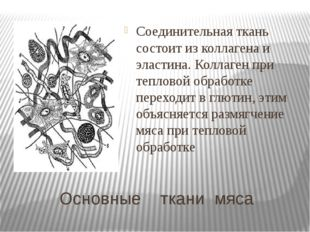 Соединительная ткань
состоит из коллагена и
эластина. Коллаген при
тепловой обработке
переходит в глютин, этим
объясняется размягчение
мяса при тепловой
обработке
Основные ткани мяса